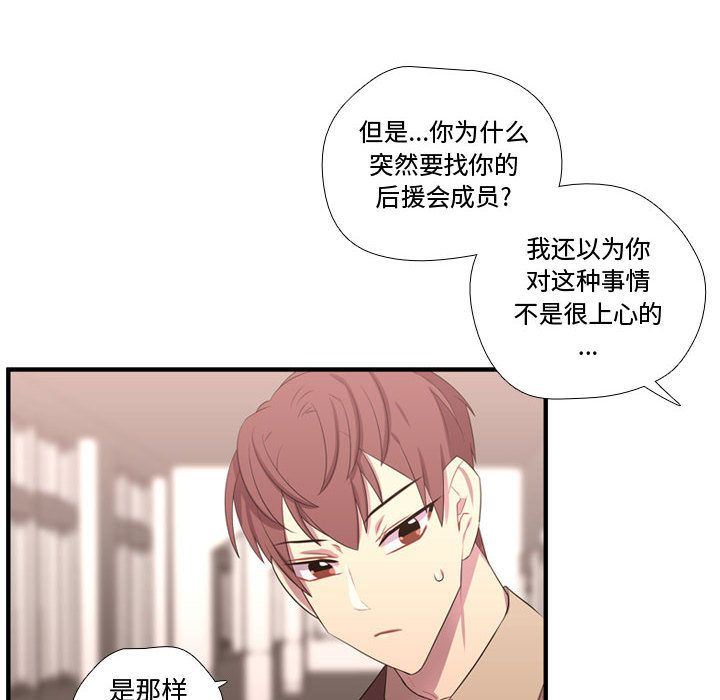 但是...你为什么
突然要找你的
后援会成员?
我还以为你
对这种事情
不是很上心的
...
是那样